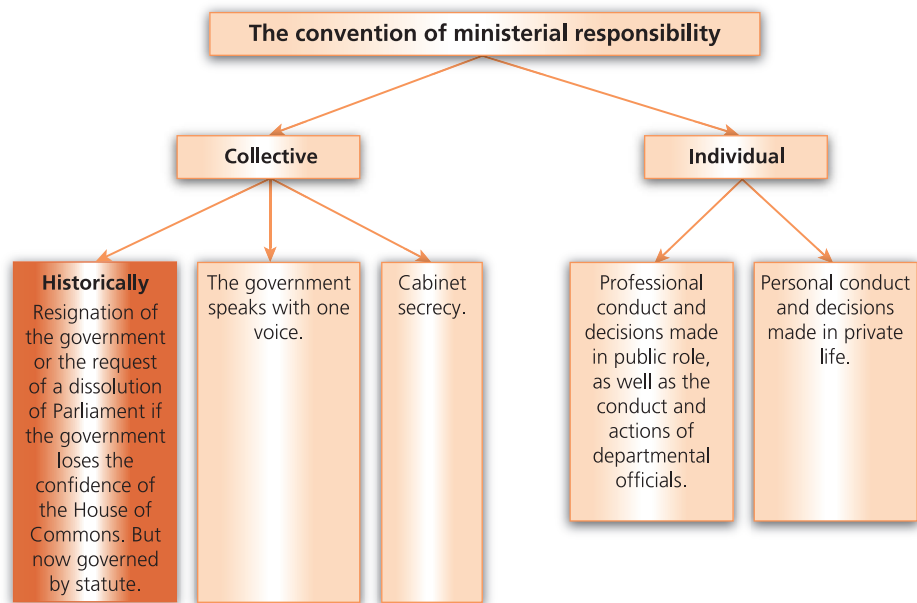 The convention of ministerial responsibility
Collective
Individual
Historically
Resignation of
the government
or the request
of a dissolution
of Parliament if
the government
loses the
confidence of
the House of
Commons. But
now governed
by statute.
The government
speaks with one
voice.
Cabinet
secrecy.
Professional
conduct and
decisions made
in public role,
as well as the
conduct and
actions of
departmental
officials.
Personal conduct
and decisions
made in private
life.